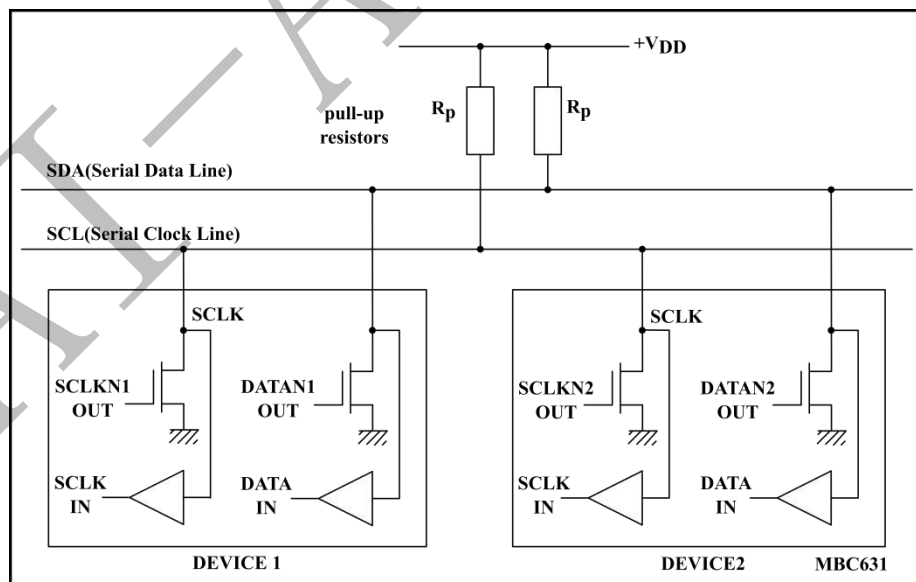 +VDD
Rp
Rp
pull-up
resistors
SDA(Serial Data Line)
SCL(Serial Clock Line)
SCLK
SCLKN1
OUT
DATAN1
OUT
SCLK
IN
DATA
IN
DEVICE 1
SCLK
SCLKN2
OUT
DATAN2
OUT
SCLK
IN
DATA
IN
DEVICE2
MBC631